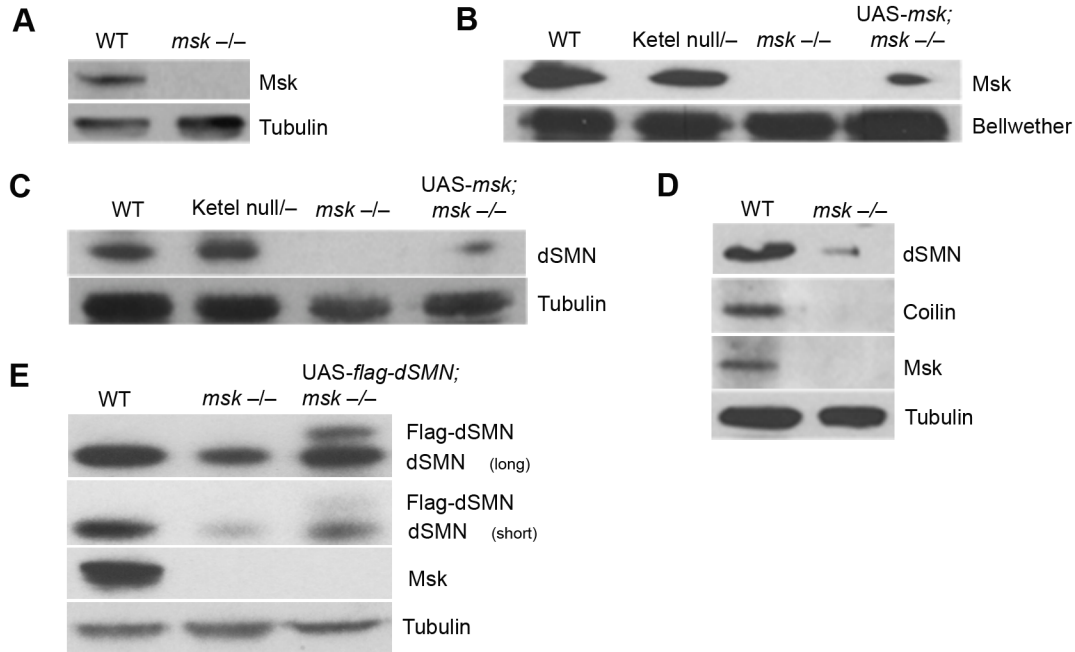 A
WT msk –/–
Msk
Tubulin
B
WT Ketel null/– msk –/– UAS-msk;
msk –/–
Msk
Bellwether
C
WT Ketel null/– msk –/– UAS-msk;
msk –/–
dSMN
Tubulin
D
WT msk –/–
dSMN
Coilin
Msk
Tubulin
E
WT msk –/– UAS-flag-dSMN;
msk –/–
Flag-dSMN
dSMN (long)
Flag-dSMN
dSMN (short)
Msk
Tubulin